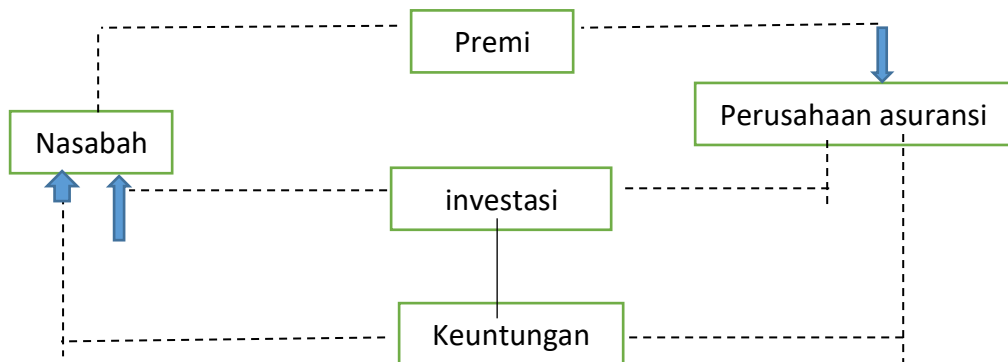 Premi
Perusahaan asuransi
Nasabah
investasi
Keuntungan